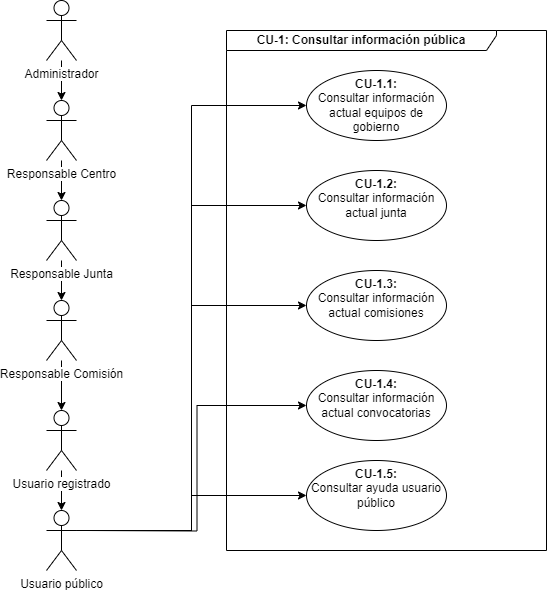 Administrador
Responsable Centro
Responsable Junta
Responsable Comisión
Usuario registrado
Usuario público
CU-1: Consultar información pública
CU-1.1:
Consultar información
actual equipos de
gobierno
CU-1.2:
Consultar información
actual junta
CU-1.3:
Consultar información
actual comisiones
CU-1.4:
Consultar información
actual convocatorias
CU-1.5:
Consultar ayuda usuario
público